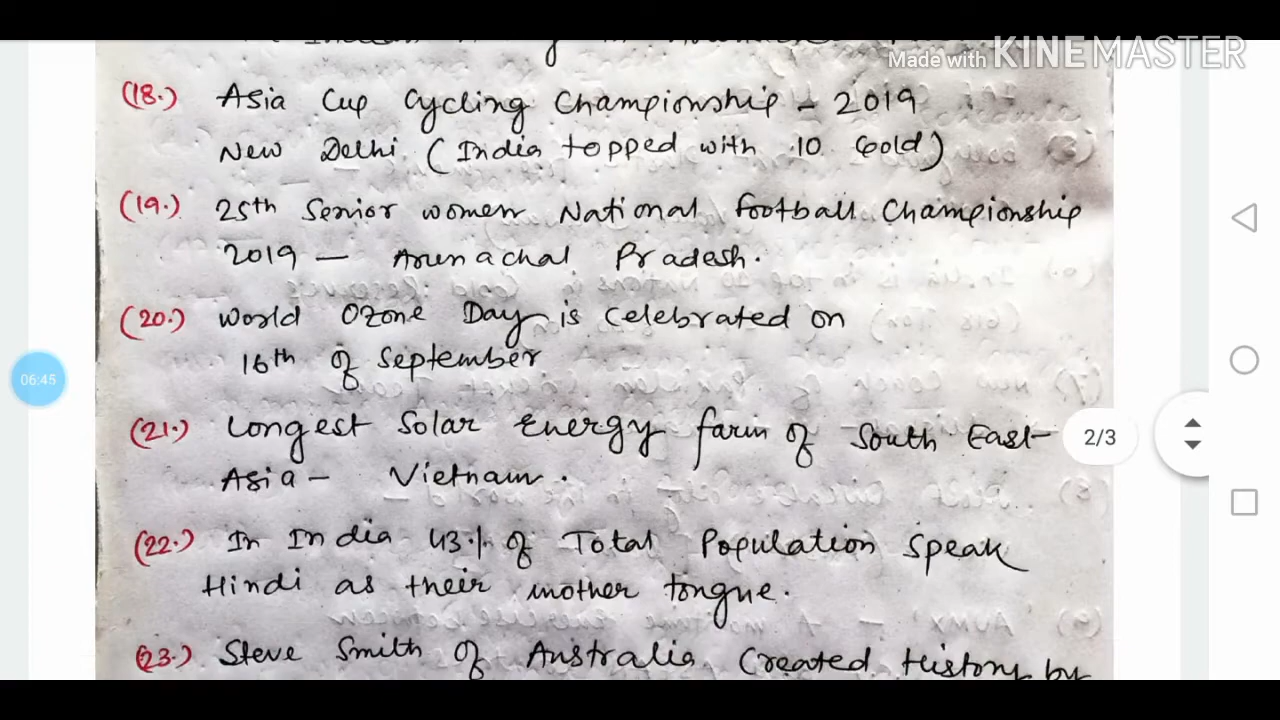 Made with KINEMASTER
(18.) Asia Cup Cycling Championship - 2019
New Delhi (India topped with 10 Gold)
(19.) 25th Senior women National football Championship
2019 — Arunachal Pradesh.
(20.) World Ozone Day is celebrated on
16th of September
06:45
(21.) Longest Solar Energy farm of South East-
2/3
Asia - Vietnam.
(22.) In India 43% of Total Population Speak
Hindi as their mother tongue.
(23.) Steve Smith of Australia Created History by